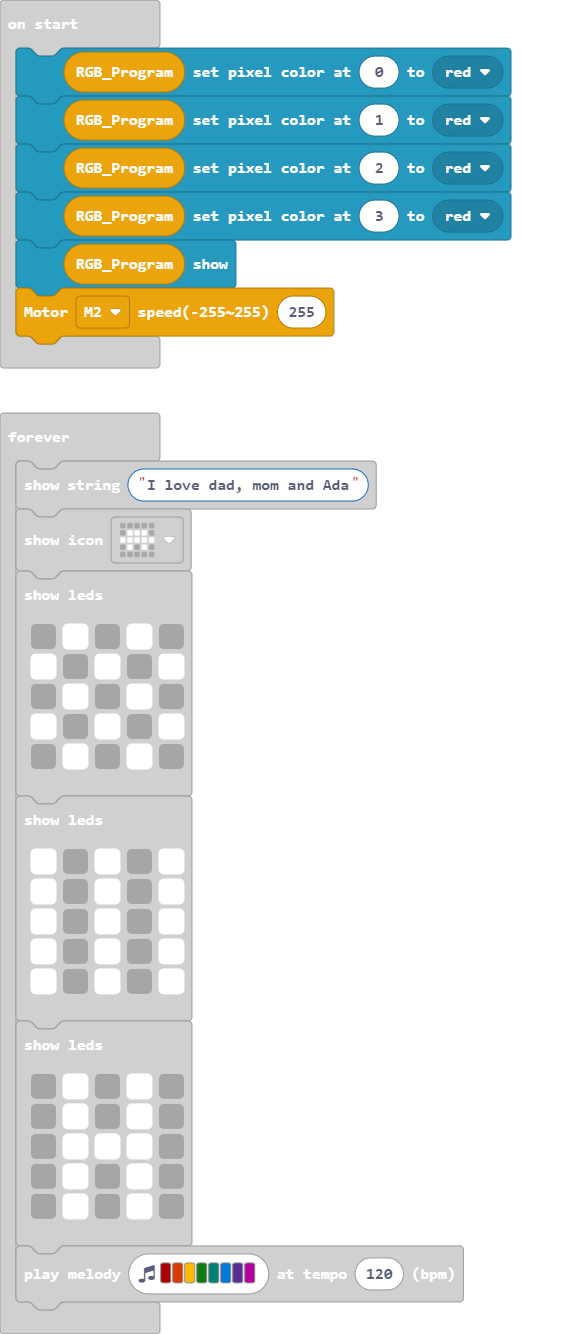 on start
RGB_Program set pixel color at 0 to red
RGB_Program set pixel color at 1 to red
RGB_Program set pixel color at 2 to red
RGB_Program set pixel color at 3 to red
RGB_Program show
Motor M2 speed(-255~255) 255
forever
show string "I love dad, mom and Ada"
show icon
show leds
show leds
show leds
play melody at tempo 120 (bpm)